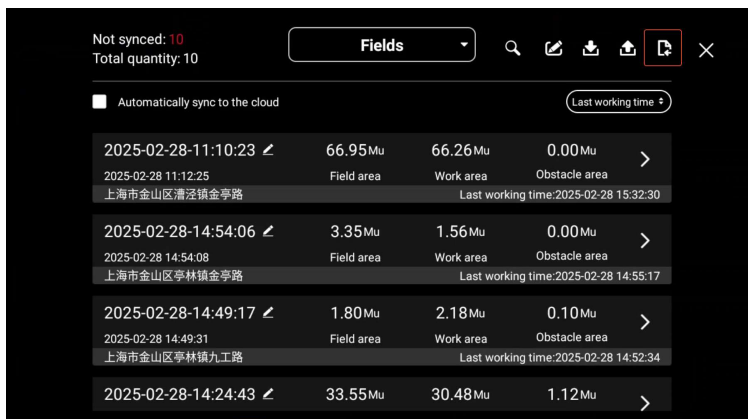 Not synced: 10
Total quantity: 10
Fields
Automatically sync to the cloud
Last working time
2025-02-28-11:10:23 66.95Mu 66.26Mu 0.00Mu
2025-02-28 11:12:25 Field area Work area Obstacle area
上海市金山区漕泾镇金亭路 Last working time:2025-02-28 15:32:30
2025-02-28-14:54:06 3.35Mu 1.56Mu 0.00Mu
2025-02-28 14:54:08 Field area Work area Obstacle area
上海市金山区亭林镇金亭路 Last working time:2025-02-28 14:55:17
2025-02-28-14:49:17 1.80Mu 2.18Mu 0.10Mu
2025-02-28 14:49:31 Field area Work area Obstacle area
上海市金山区亭林镇九工路 Last working time:2025-02-28 14:52:34
2025-02-28-14:24:43 33.55Mu 30.48Mu 1.12Mu